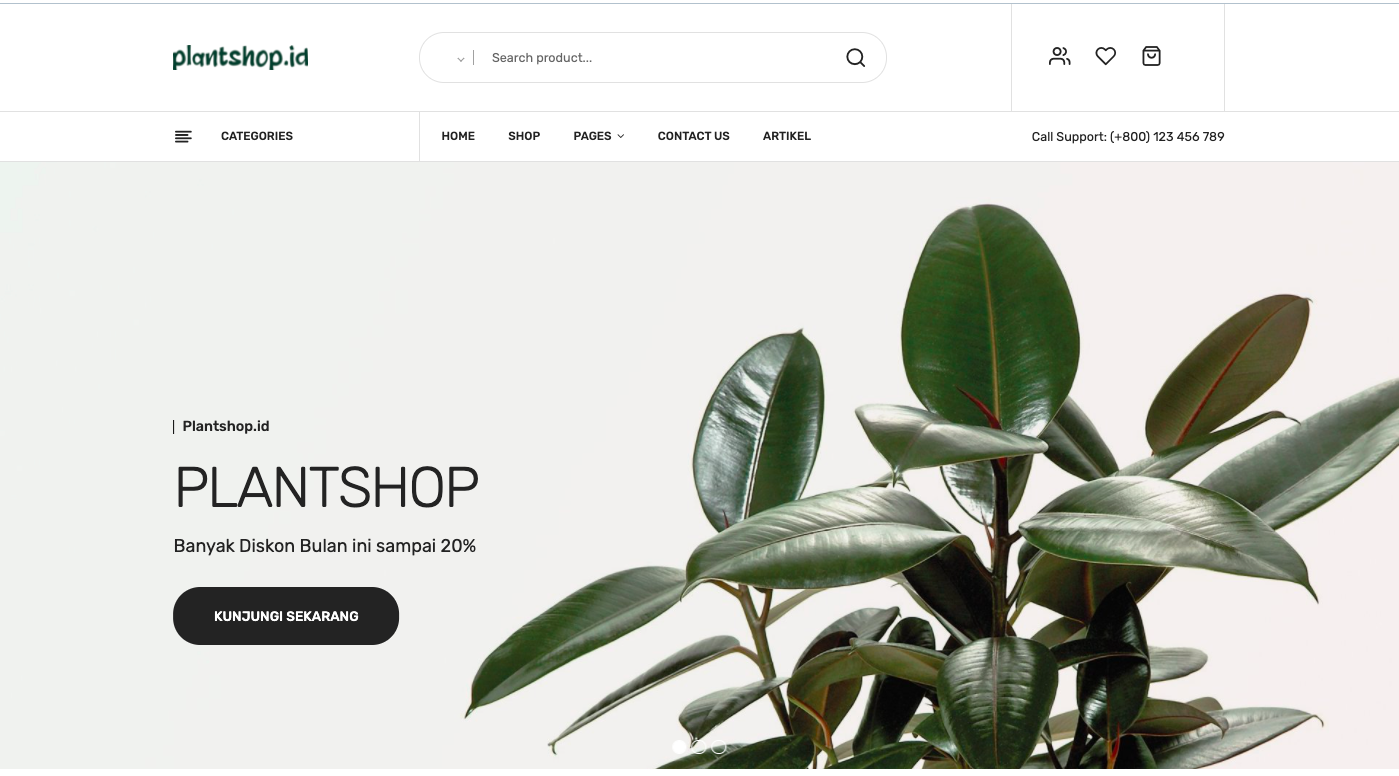 plantshop.id
Search product...
CATEGORIES
HOME SHOP PAGES CONTACT US ARTIKEL
Call Support: (+800) 123 456 789
Plantshop.id
PLANTSHOP
Banyak Diskon Bulan ini sampai 20%
KUNJUNGI SEKARANG